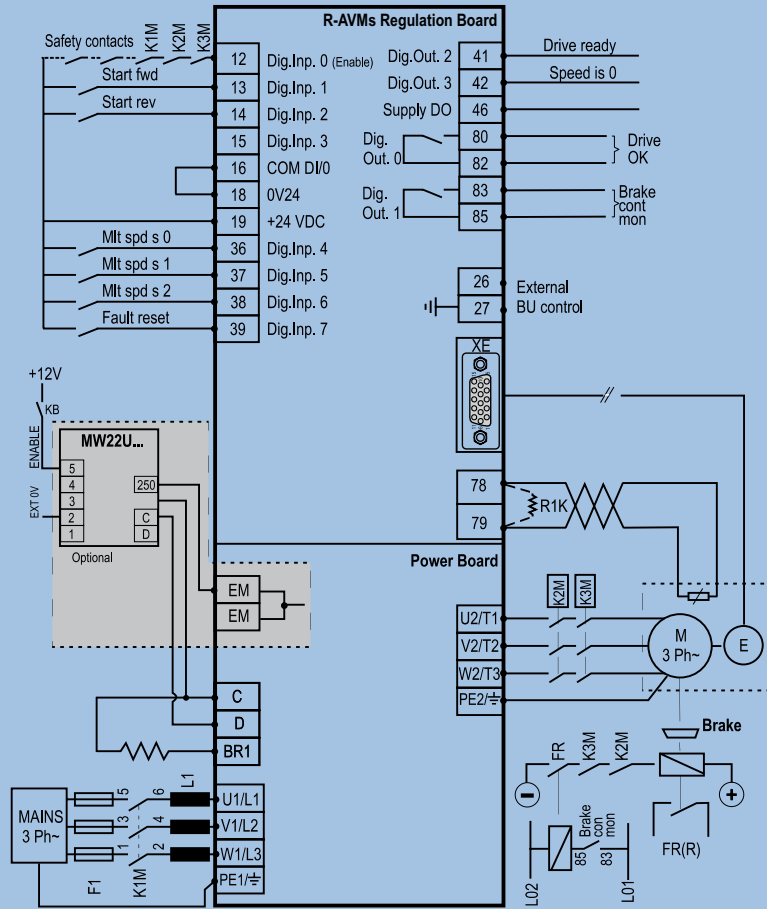 R-AVMs Regulation Board
Safety contacts
K1M
K2M
K3M
12 Dig.Inp. 0 (Enable)
Start fwd
13 Dig.Inp. 1
Start rev
14 Dig.Inp. 2
15 Dig.Inp. 3
16 COM DI/0
18 0V24
19 +24 VDC
Mlt spd s 0
36 Dig.Inp. 4
Mlt spd s 1
37 Dig.Inp. 5
Mlt spd s 2
38 Dig.Inp. 6
Fault reset
39 Dig.Inp. 7
Dig.Out. 2 41 Drive ready
Dig.Out. 3 42 Speed is 0
Supply DO 46
Dig.
Out. 0
80
82
Drive
OK
Dig.
Out. 1
83
85
Brake
cont
mon
26
27
External
BU control
XE
78
79
R1K
+12V
KB
ENABLE
EXT 0V
MW22U...
5
4
3
2
1
250
C
D
Optional
Power Board
EM
EM
C
D
BR1
U2/T1
V2/T2
W2/T3
PE2/
K2M
K3M
M
3 Ph~
E
Brake
MAINS
3 Ph~
F1
5
3
1
K1M
6
4
2
L1
U1/L1
V1/L2
W1/L3
PE1/
FR
K3M
K2M
FR(R)
85
Brake
con
mon
83
L02
L01